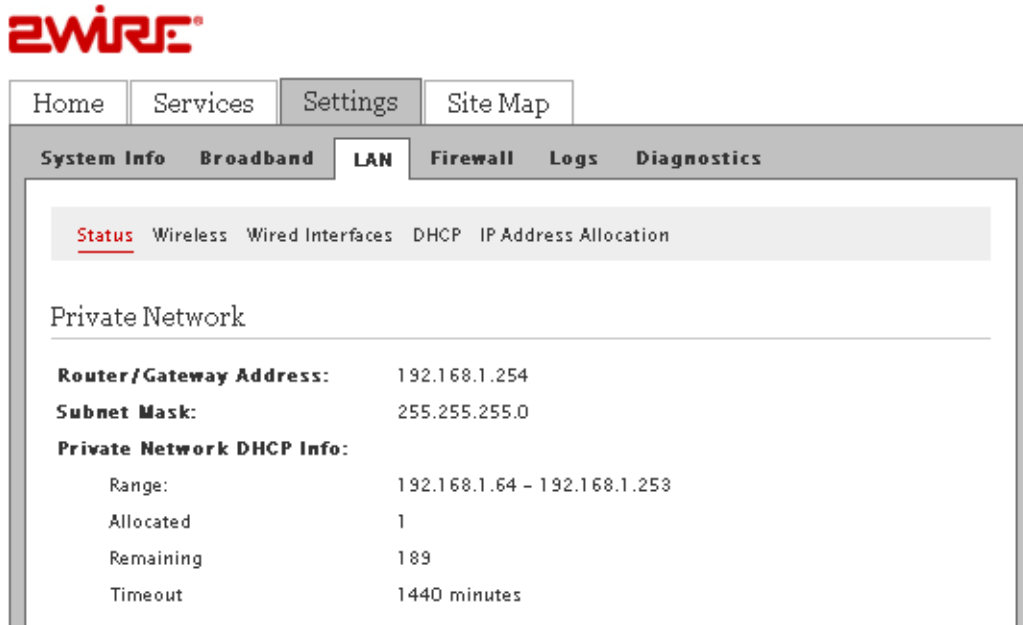 2WIRE®
Home Services Settings Site Map
System Info Broadband LAN Firewall Logs Diagnostics
Status Wireless Wired Interfaces DHCP IP Address Allocation
Private Network
Router/Gateway Address: 192.168.1.254
Subnet Mask: 255.255.255.0
Private Network DHCP Info:
Range: 192.168.1.64 – 192.168.1.253
Allocated 1
Remaining 189
Timeout 1440 minutes